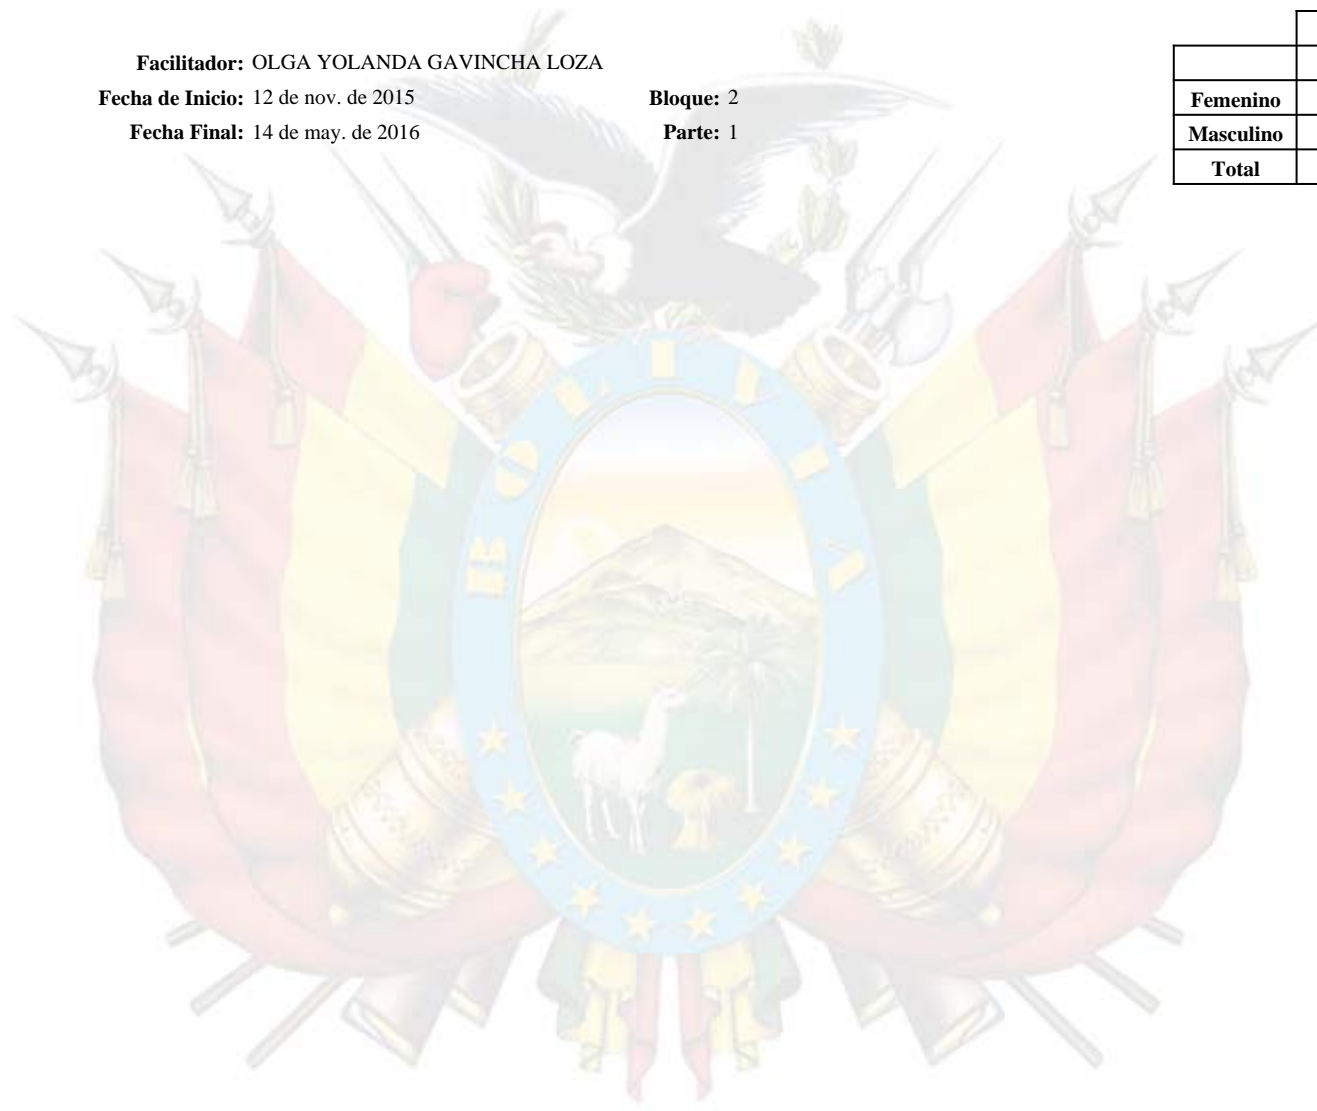 Facilitador: OLGA YOLANDA GAVINCHA LOZA
Fecha de Inicio: 12 de nov. de 2015 Bloque: 2
Fecha Final: 14 de may. de 2016 Parte: 1
Femenino
Masculino
Total
BOLIVIA